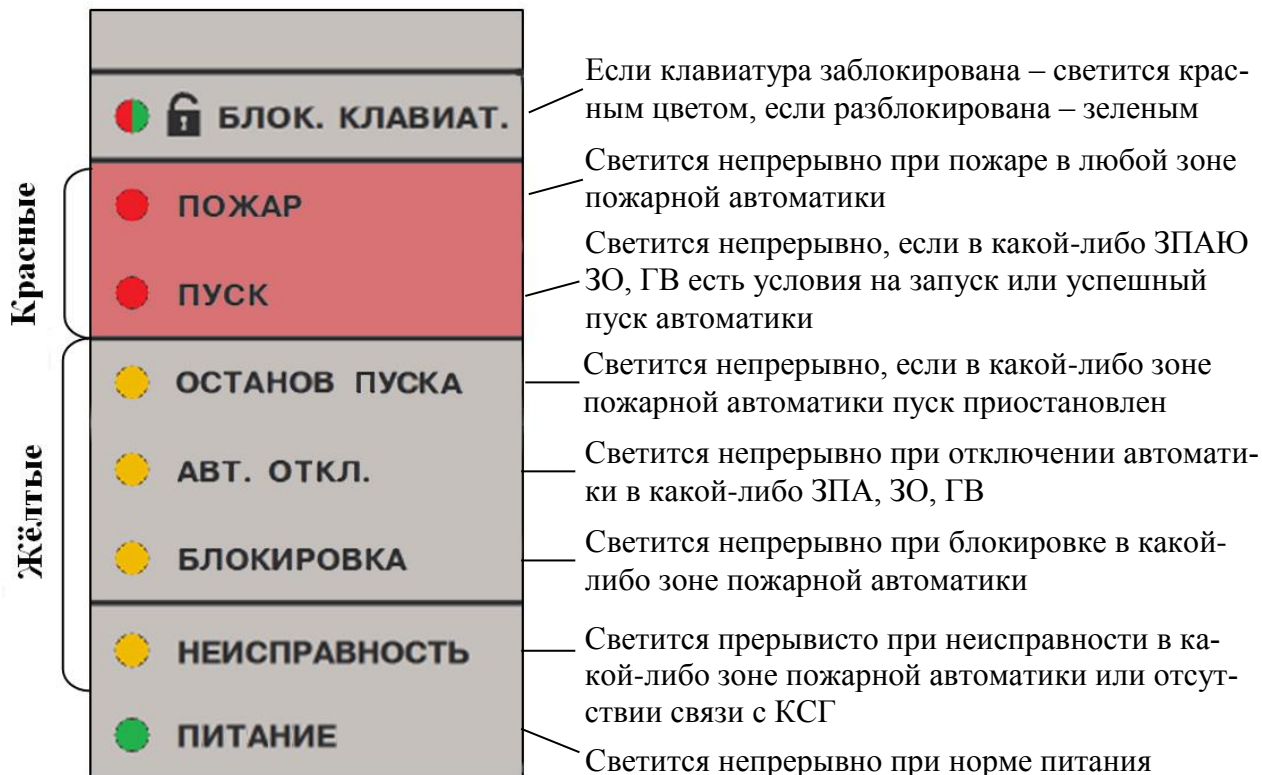 Если клавиатура заблокирована – светится крас-
ным цветом, если разблокирована – зеленым
БЛОК. КЛАВИАТ.
Красные
ПОЖАР
Светится непрерывно при пожаре в любой зоне
пожарной автоматики
ПУСК
Светится непрерывно, если в какой-либо ЗПАЮ
ЗО, ГВ есть условия на запуск или успешный
пуск автоматики
Жёлтые
ОСТАНОВ ПУСКА
Светится непрерывно, если в какой-либо зоне
пожарной автоматики пуск приостановлен
АВТ. ОТКЛ.
Светится непрерывно при отключении автомати-
ки в какой-либо ЗПА, ЗО, ГВ
БЛОКИРОВКА
Светится непрерывно при блокировке в какой-
либо зоне пожарной автоматики
НЕИСПРАВНОСТЬ
Светится прерывисто при неисправности в ка-
кой-либо зоне пожарной автоматики или отсут-
ствии связи с КСГ
ПИТАНИЕ
Светится непрерывно при норме питания